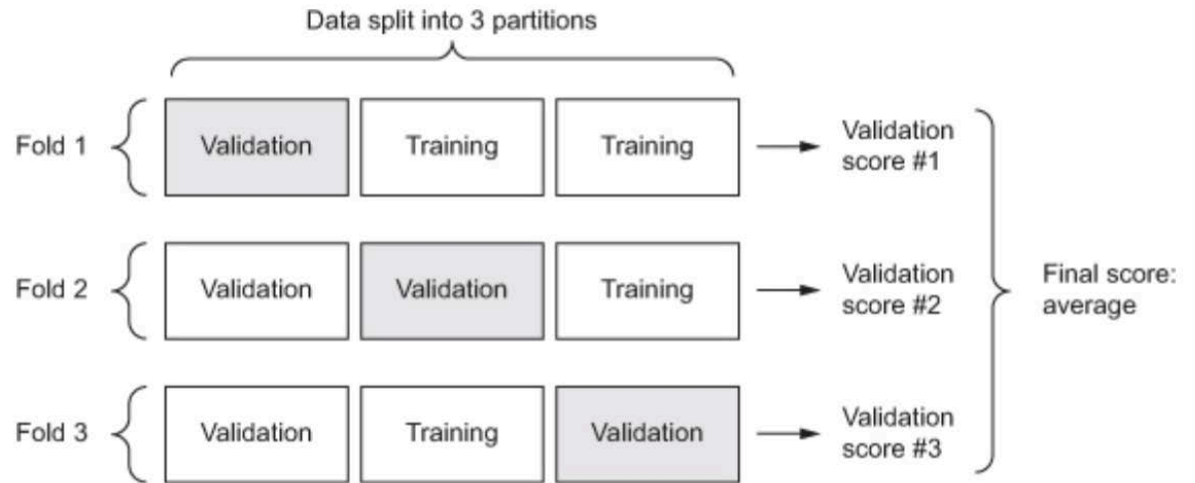 Data split into 3 partitions
Fold 1
Validation
Training
Training
Validation
score #1
Fold 2
Validation
Validation
Training
Validation
score #2
Final score:
average
Fold 3
Validation
Training
Validation
Validation
score #3